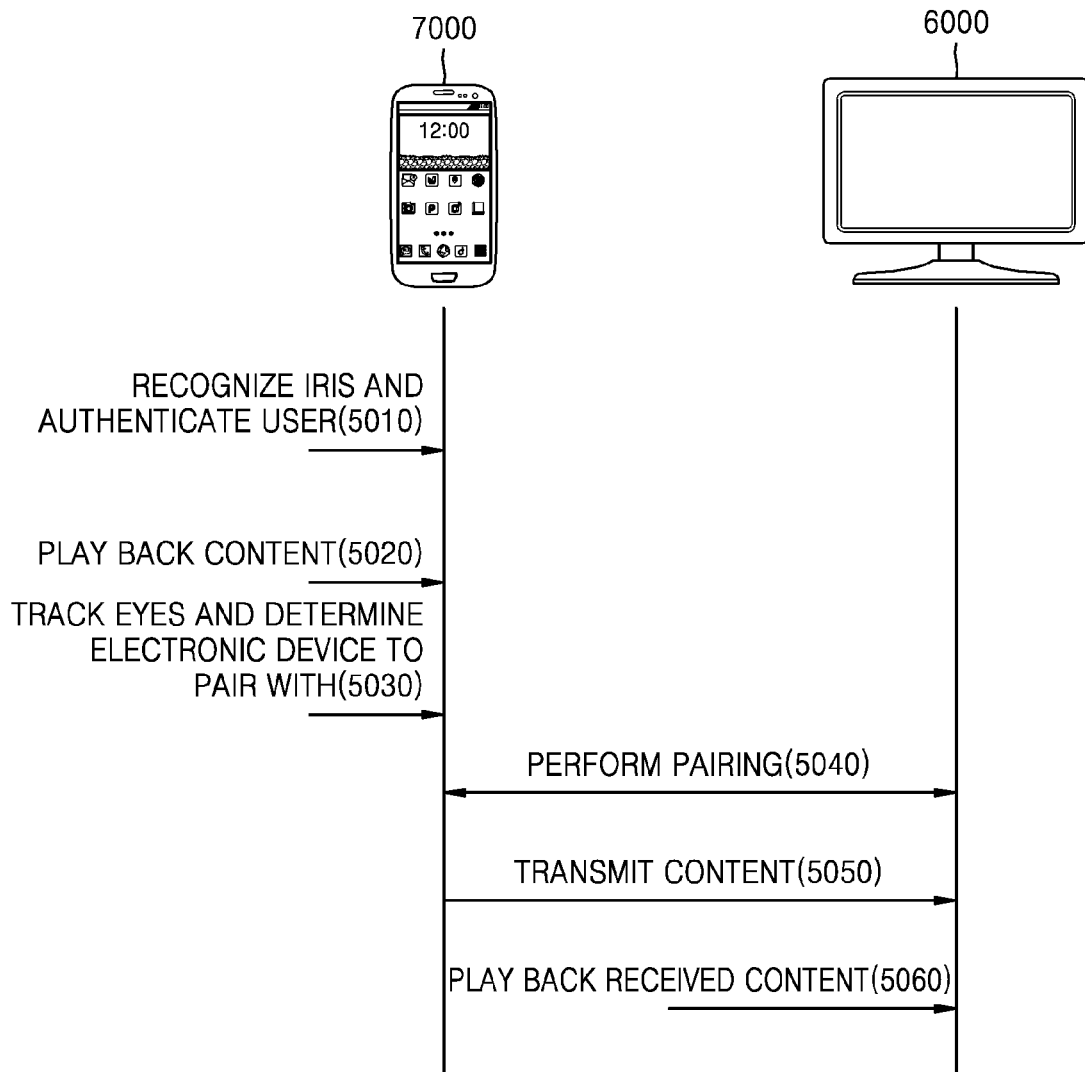 7000
6000
12:00
RECOGNIZE IRIS AND
AUTHENTICATE USER(5010)
PLAY BACK CONTENT(5020)
TRACK EYES AND DETERMINE
ELECTRONIC DEVICE TO
PAIR WITH(5030)
PERFORM PAIRING(5040)
TRANSMIT CONTENT(5050)
PLAY BACK RECEIVED CONTENT(5060)